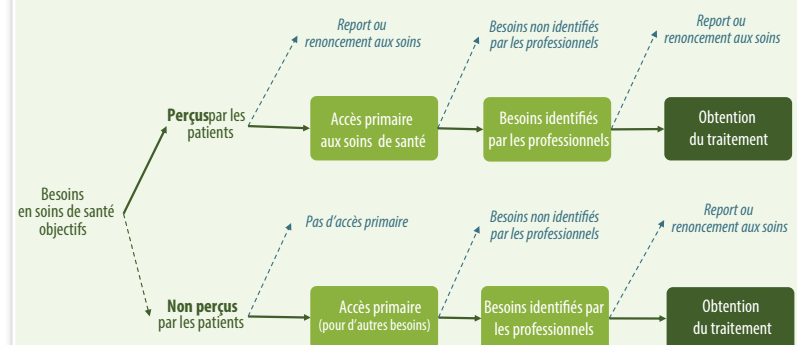 Report ou
renoncement aux soins
Besoins non identifiés
par les professionnels
Report ou
renoncement aux soins
Perçuspar les
patients
Accès primaire
aux soins de santé
Besoins identifiés
par les professionnels
Obtention
du traitement
Besoins
en soins de santé
objectifs
Pas d'accès primaire
Besoins non identifiés
par les professionnels
Report ou
renoncement aux soins
Non perçus
par les patients
Accès primaire
(pour d'autres besoins)
Besoins identifiés par
les professionnels
Obtention
du traitement